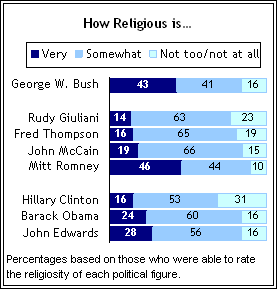 How Religious is...
Very Somewhat Not too/not at all
George W. Bush 43 41 16
Rudy Giuliani 14 63 23
Fred Thompson 16 65 19
John McCain 19 66 15
Mitt Romney 46 44 10
Hillary Clinton 16 53 31
Barack Obama 24 60 16
John Edwards 28 56 16
Percentages based on those who were able to rate
the religiosity of each political figure.